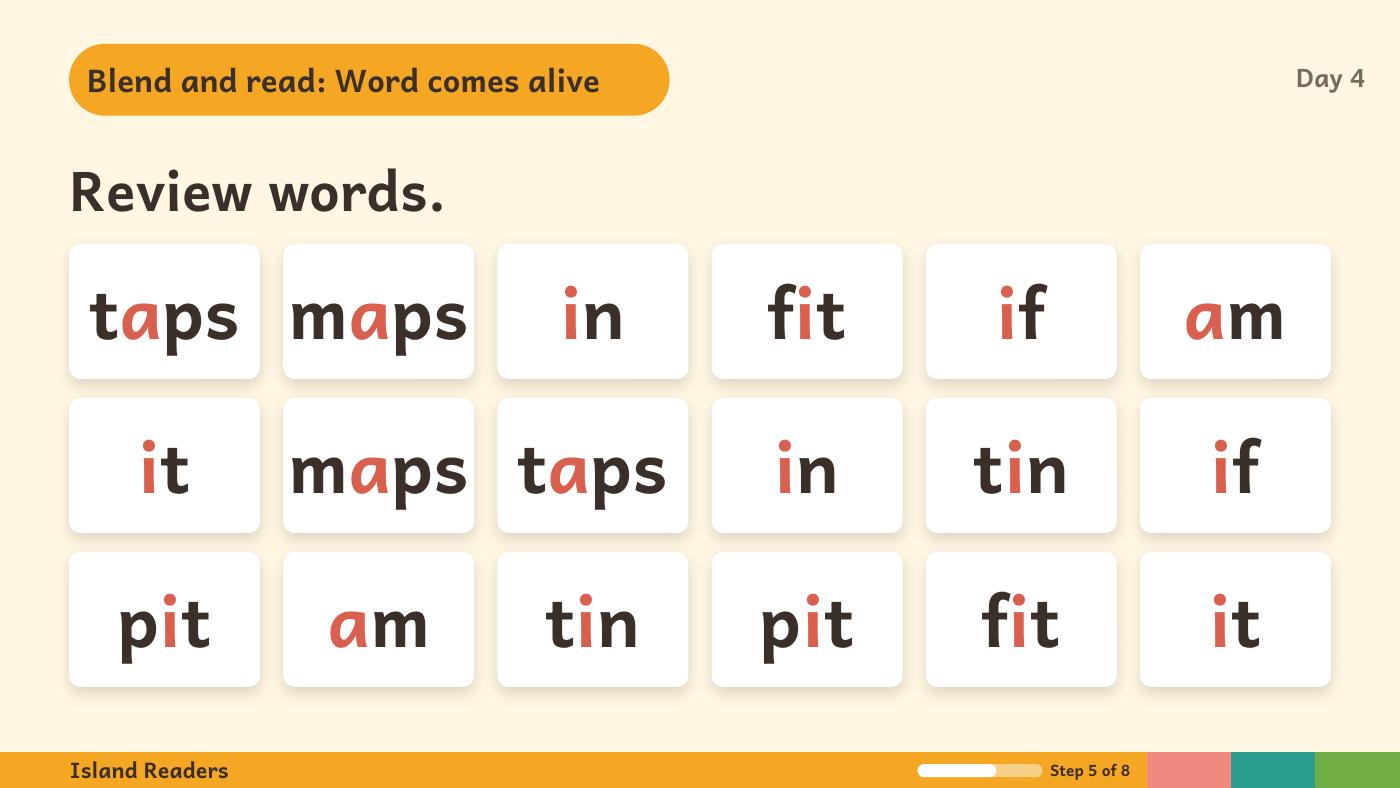 Blend and read: Word comes alive
Day 4
Review words.
taps maps in fit if am
it maps taps in tin if
pit am tin pit fit it
Island Readers
Step 5 of 8